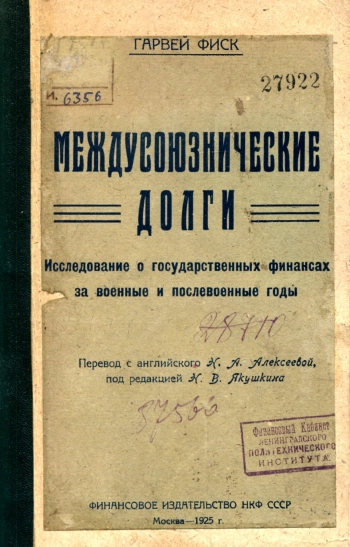 ГАРВЕЙ ФИСК
27922
И. 6356
МЕЖДУСОЮЗНИЧЕСКИЕ
ДОЛГИ
Исследование о государственных финансах
за военные и послевоенные годы
28710
Перевод с английского Н. А. Алексеевой,
под редакцией Н. В. Якушкина
Финансовый Кабинет
ЛЕНИНГРАДСКОГО
ПОЛИТЕХНИЧЕСКОГО
ИНСТИТУТА
ФИНАНСОВОЕ ИЗДАТЕЛЬСТВО НКФ СССР
Москва—1925 г.